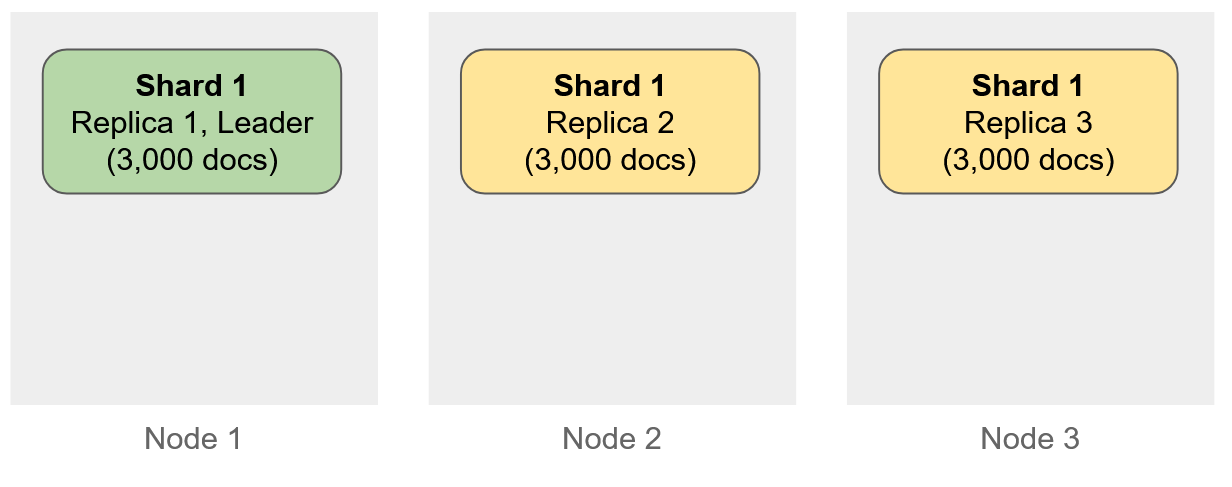 Shard 1
Replica 1, Leader
(3,000 docs)
Shard 1
Replica 2
(3,000 docs)
Shard 1
Replica 3
(3,000 docs)
Node 1
Node 2
Node 3